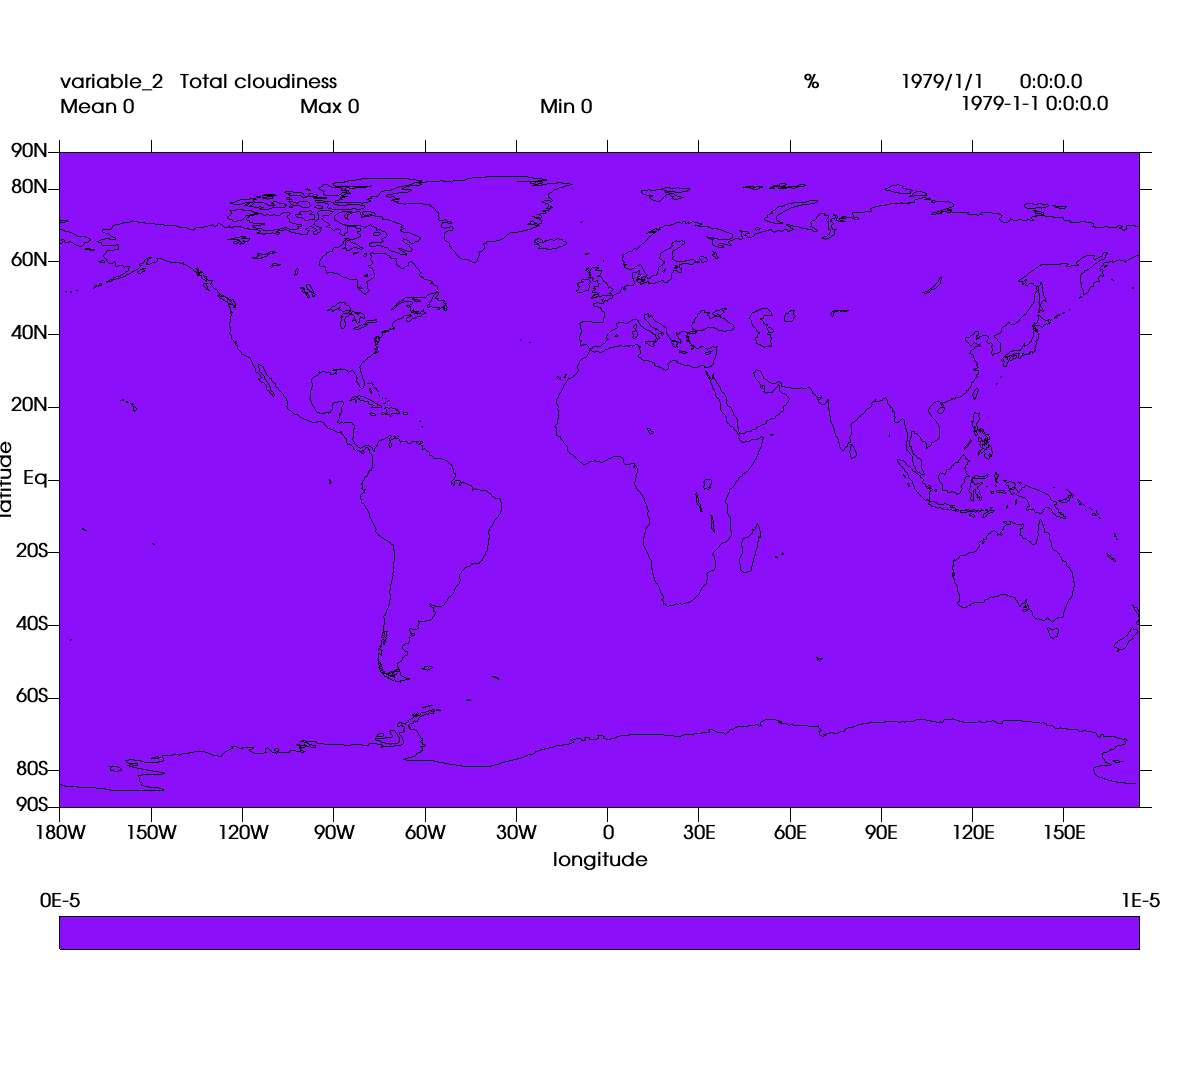 variable_2 Total cloudiness % 1979/1/1 0:0:0.0
Mean 0 Max 0 Min 0 1979-1-1 0:0:0.0
90N
80N
60N
40N
20N
Eq
20S
40S
60S
80S
90S
latitude
180W 150W 120W 90W 60W 30W 0 30E 60E 90E 120E 150E
longitude
0E-5 1E-5